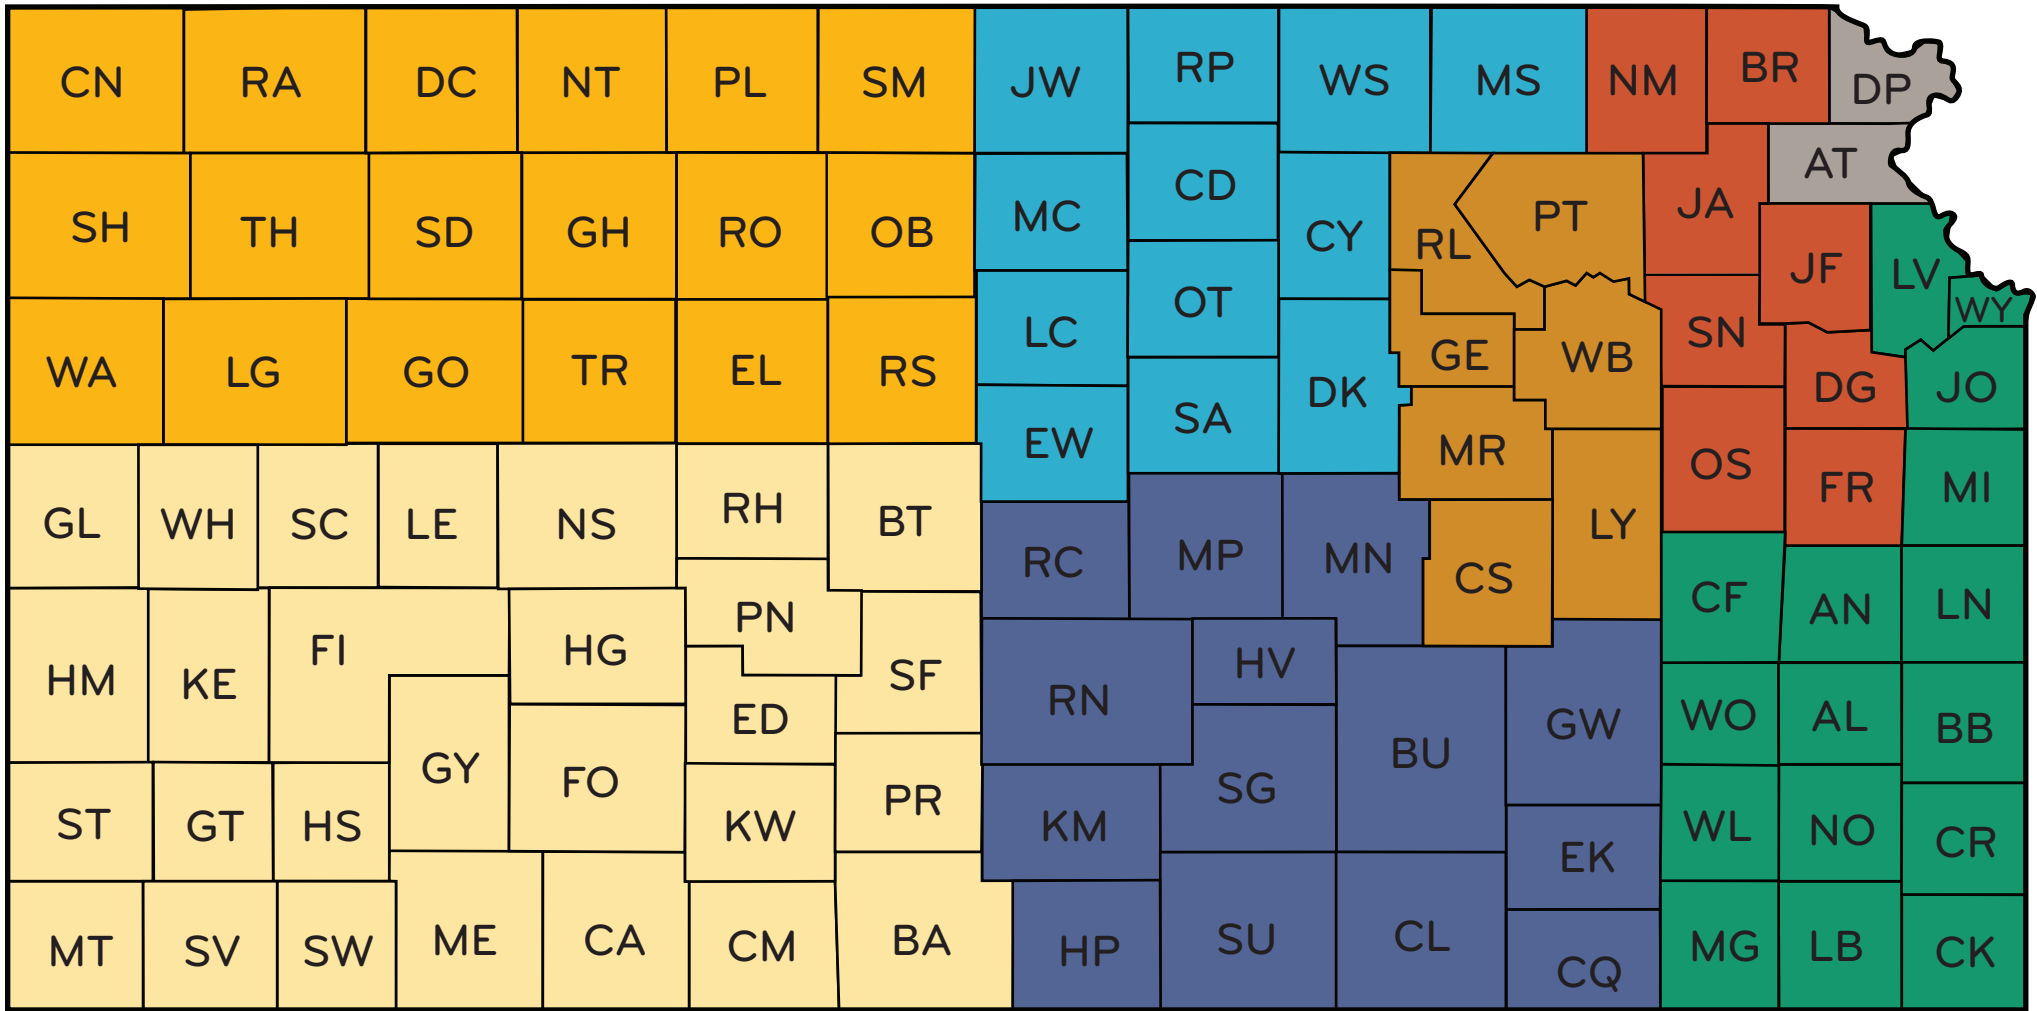 CN RA DC NT PL SM JW RP WS MS NM BR DP
SH TH SD GH RO OB MC CD CY RL PT JA AT
WA LG GO TR EL RS LC OT DK GE WB SN JF LV WY
EW SA MR OS DG JO
GL WH SC LE NS RH BT RC MP MN CS LY FR MI
HM KE FI HG PN SF CF AN LN
GY FO ED RN HV BU GW WO AL BB
ST GT HS KW PR KM SG EK WL NO CR
MT SV SW ME CA CM BA HP SU CL CQ MG LB CK